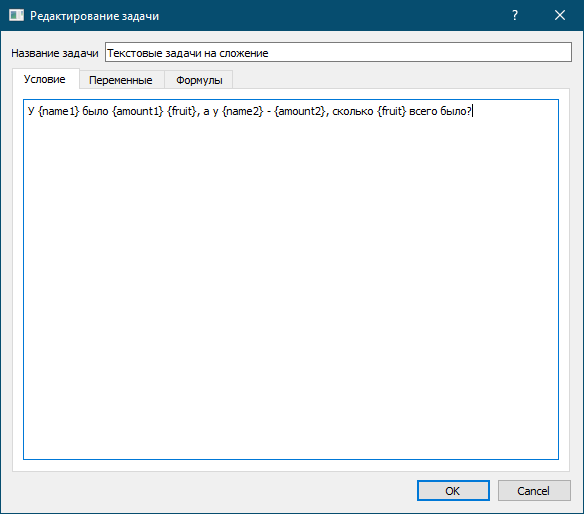 Редактирование задачи
Название задачи Текстовые задачи на сложение
Условие Переменные Формулы
У {name1} было {amount1} {fruit}, а у {name2} - {amount2}, сколько {fruit} всего было?
OK Cancel